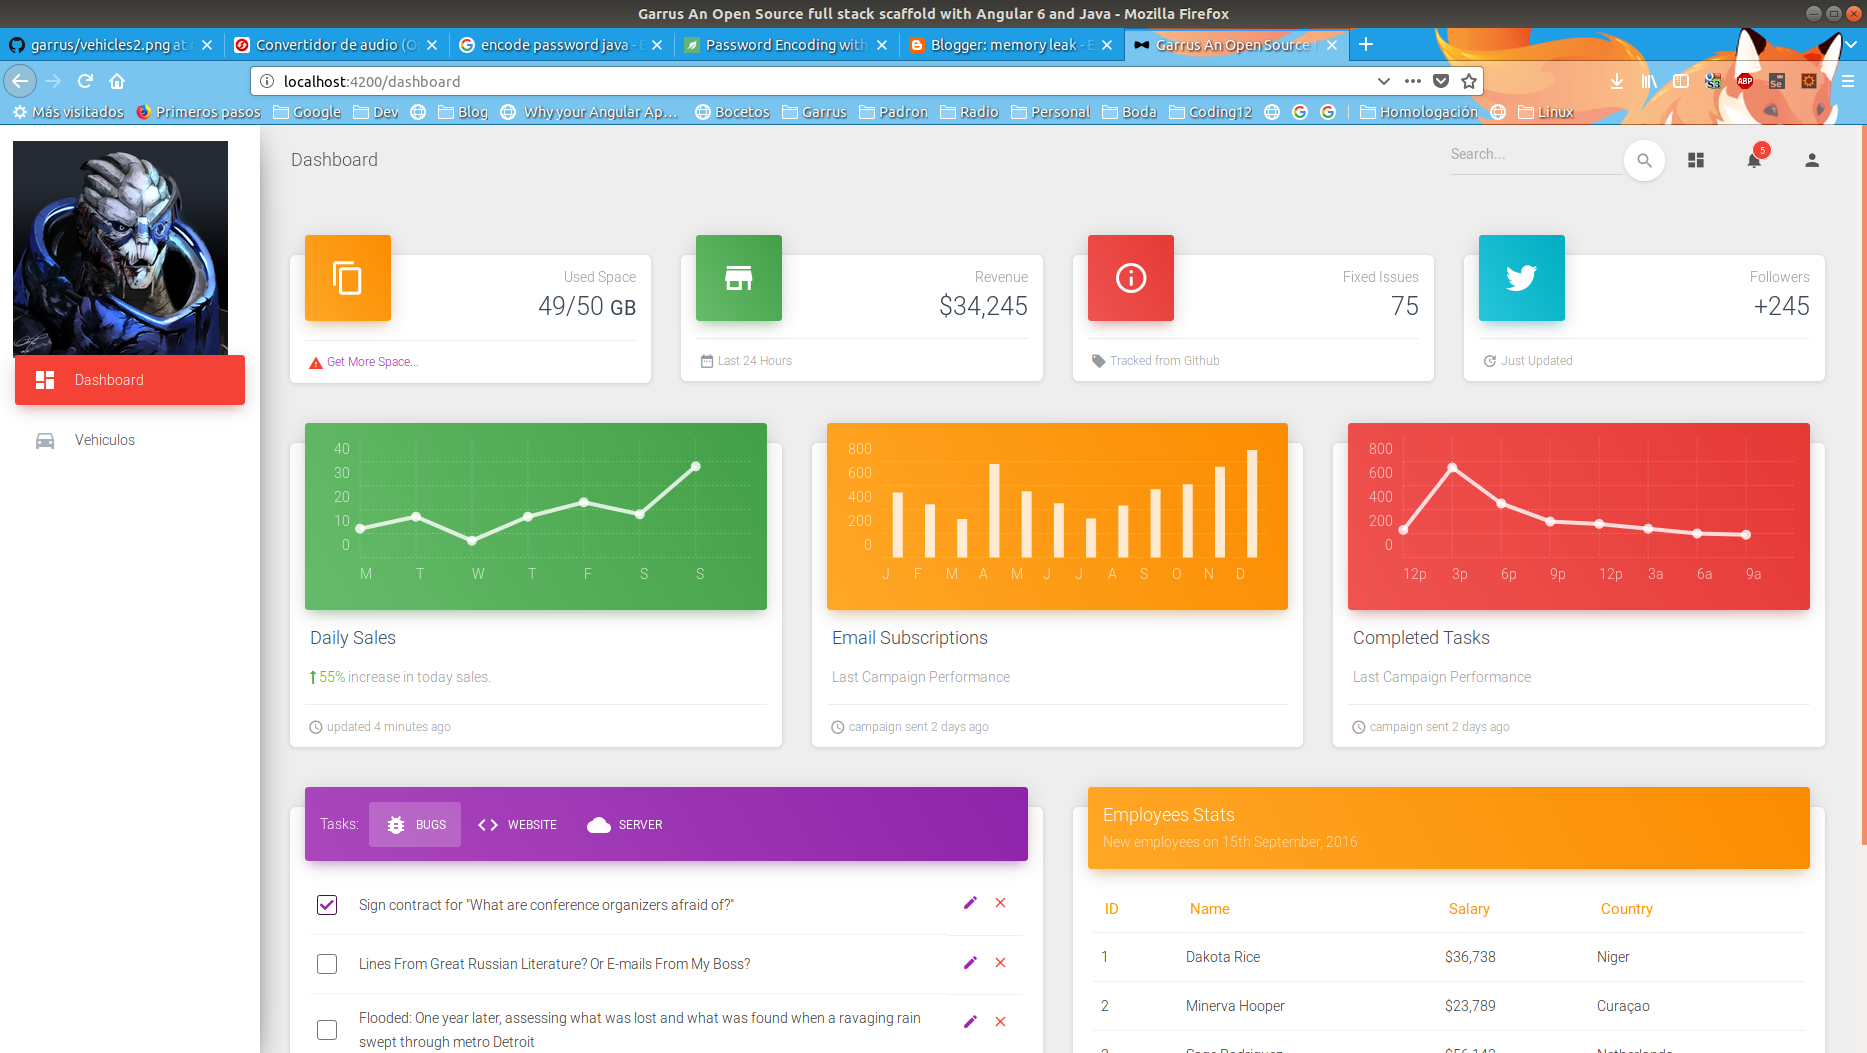 Garrus An Open Source full stack scaffold with Angular 6 and Java - Mozilla Firefox
garrus/vehicles2.png at
Convertidor de audio (O
encode password java - E
Password Encoding with
Blogger: memory leak - E
Garrus An Open Source
localhost:4200/dashboard
Más visitados
Primeros pasos
Google
Dev
Blog
Why your Angular Ap...
Bocetos
Garrus
Padron
Radio
Personal
Boda
Coding12
Homologación
Linux
Dashboard
Search...
5
Dashboard
Vehiculos
Used Space
49/50 GB
Get More Space...
Revenue
$34,245
Last 24 Hours
Fixed Issues
75
Tracked from Github
Followers
+245
Just Updated
40
30
20
10
0
M T W T F S S
Daily Sales
55% increase in today sales.
updated 4 minutes ago
800
600
400
200
0
J F M A M J J A S O N D
Email Subscriptions
Last Campaign Performance
campaign sent 2 days ago
800
600
400
200
0
12p 3p 6p 9p 12p 3a 6a 9a
Completed Tasks
Last Campaign Performance
campaign sent 2 days ago
Tasks: BUGS WEBSITE SERVER
Sign contract for "What are conference organizers afraid of?"
Lines From Great Russian Literature? Or E-mails From My Boss?
Flooded: One year later, assessing what was lost and what was found when a ravaging rain
swept through metro Detroit
Employees Stats
New employees on 15th September, 2016
ID Name Salary Country
1 Dakota Rice $36,738 Niger
2 Minerva Hooper $23,789 Curaçao